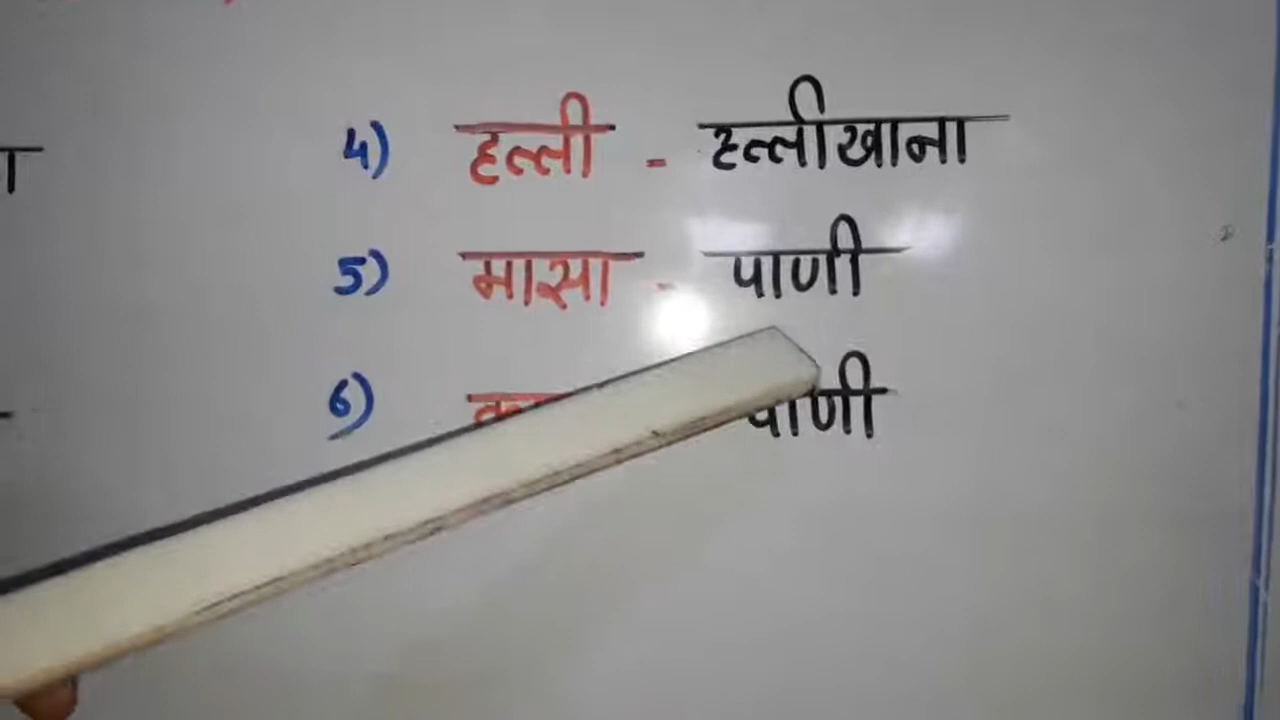 4) हत्ती - हत्तीखाना
5) मासा - पाणी
6) पाणी